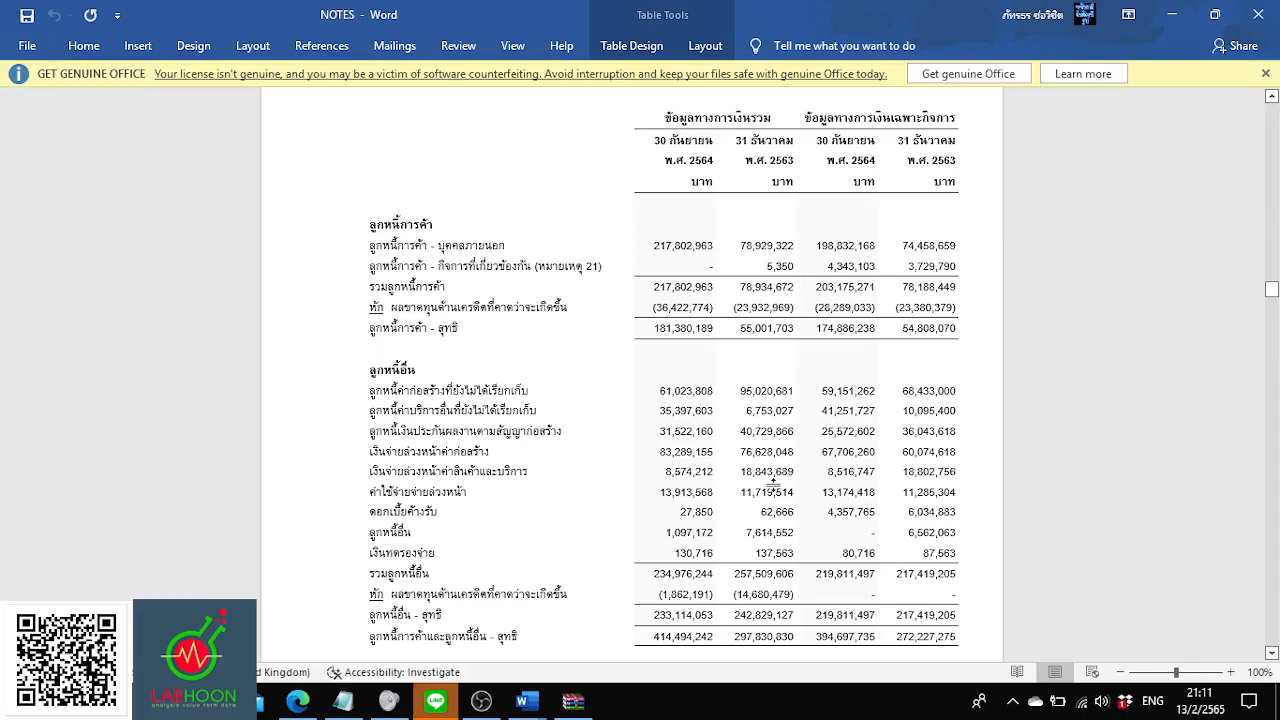 NOTES - Word
Table Tools
ภัทรธร ช่อวิชิต
File
Home
Insert
Design
Layout
References
Mailings
Review
View
Help
Table Design
Layout
Tell me what you want to do
Share
GET GENUINE OFFICE Your license isn't genuine, and you may be a victim of software counterfeiting. Avoid interruption and keep your files safe with genuine Office today. Get genuine Office Learn more
ข้อมูลทางการเงินรวม ข้อมูลทางการเงินเฉพาะกิจการ
30 กันยายน 31 ธันวาคม 30 กันยายน 31 ธันวาคม
พ.ศ. 2564 พ.ศ. 2563 พ.ศ. 2564 พ.ศ. 2563
บาท บาท บาท บาท
ลูกหนี้การค้า
ลูกหนี้การค้า - บุคคลภายนอก 217,802,963 78,929,322 198,832,168 74,458,659
ลูกหนี้การค้า - กิจการที่เกี่ยวข้องกัน (หมายเหตุ 21) - 5,350 4,343,103 3,729,790
รวมลูกหนี้การค้า 217,802,963 78,934,672 203,175,271 78,188,449
หัก ผลขาดทุนด้านเครดิตที่คาดว่าจะเกิดขึ้น (36,422,774) (23,932,969) (28,289,033) (23,380,379)
ลูกหนี้การค้า - สุทธิ 181,380,189 55,001,703 174,886,238 54,808,070
ลูกหนี้อื่น
ลูกหนี้ค่าก่อสร้างที่ยังไม่ได้เรียกเก็บ 61,023,808 95,020,681 59,151,262 68,433,000
ลูกหนี้ค่าบริการอื่นที่ยังไม่ได้เรียกเก็บ 35,397,603 6,753,027 41,251,727 10,095,400
ลูกหนี้เงินประกันผลงานตามสัญญาก่อสร้าง 31,522,160 40,729,866 25,572,602 36,043,618
เงินจ่ายล่วงหน้าค่าก่อสร้าง 83,289,155 76,628,048 67,706,260 60,074,618
เงินจ่ายล่วงหน้าค่าสินค้าและบริการ 8,574,212 18,843,689 8,516,747 18,802,756
ค่าใช้จ่ายจ่ายล่วงหน้า 13,913,568 11,719,514 13,174,418 11,285,304
ดอกเบี้ยค้างรับ 27,850 62,666 4,357,765 6,034,883
ลูกหนี้อื่น 1,097,172 7,614,552 - 6,562,063
เงินทดรองจ่าย 130,716 137,563 80,716 87,563
รวมลูกหนี้อื่น 234,976,244 257,509,606 219,811,497 217,419,205
หัก ผลขาดทุนด้านเครดิตที่คาดว่าจะเกิดขึ้น (1,862,191) (14,680,479) - -
ลูกหนี้อื่น - สุทธิ 233,114,053 242,829,127 219,811,497 217,419,205
ลูกหนี้การค้าและลูกหนี้อื่น - สุทธิ 414,494,242 297,830,830 394,697,735 272,227,275
LABHOON
analysis solve form data
d Kingdom)
Accessibility: Investigate
100%
ENG
21:11
13/2/2565